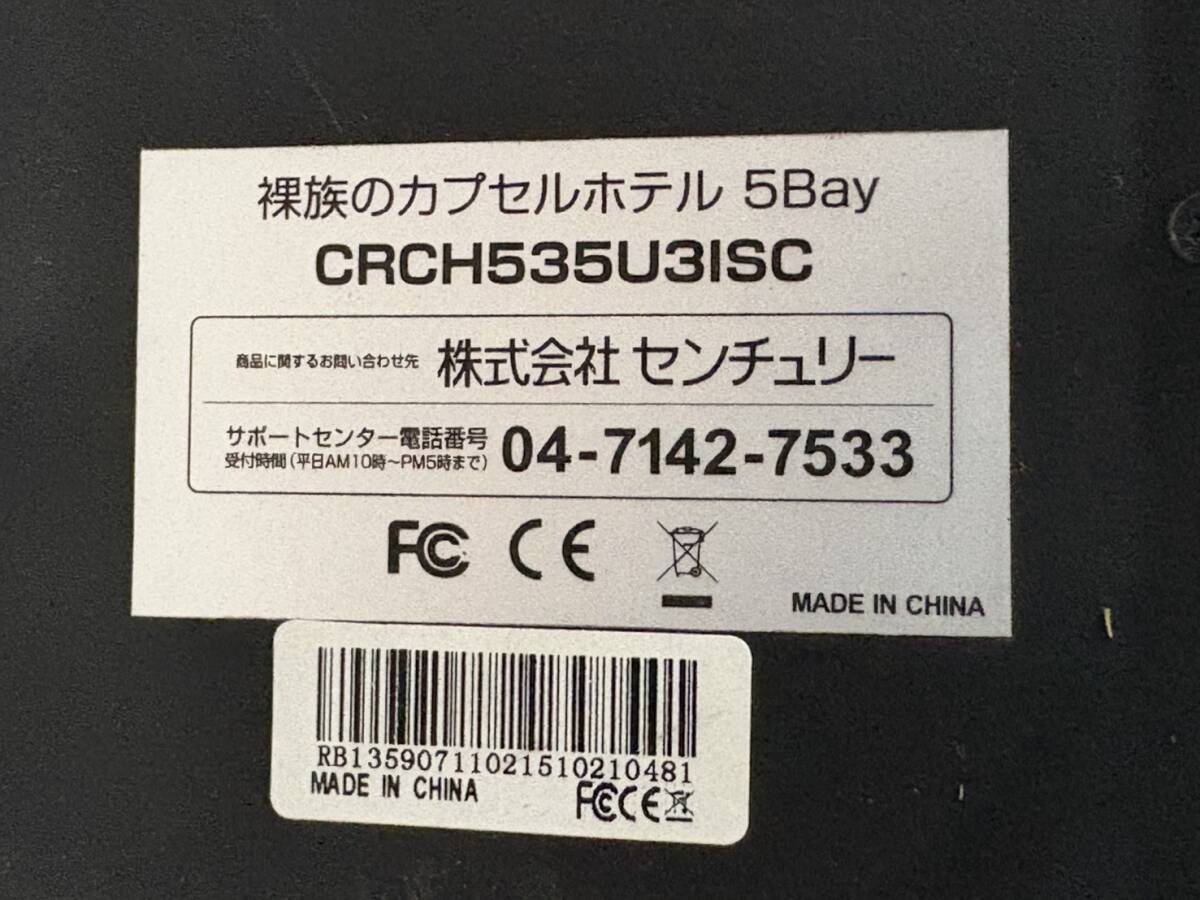 裸族のカプセルホテル 5Bay
CRCH535U3ISC
商品に関するお問い合わせ先 株式会社 センチュリー
サポートセンター電話番号 04-7142-7533
受付時間(平日AM10時~PM5時まで)
FC CE
MADE IN CHINA
RB13590711021510210481
MADE IN CHINA
FC CE